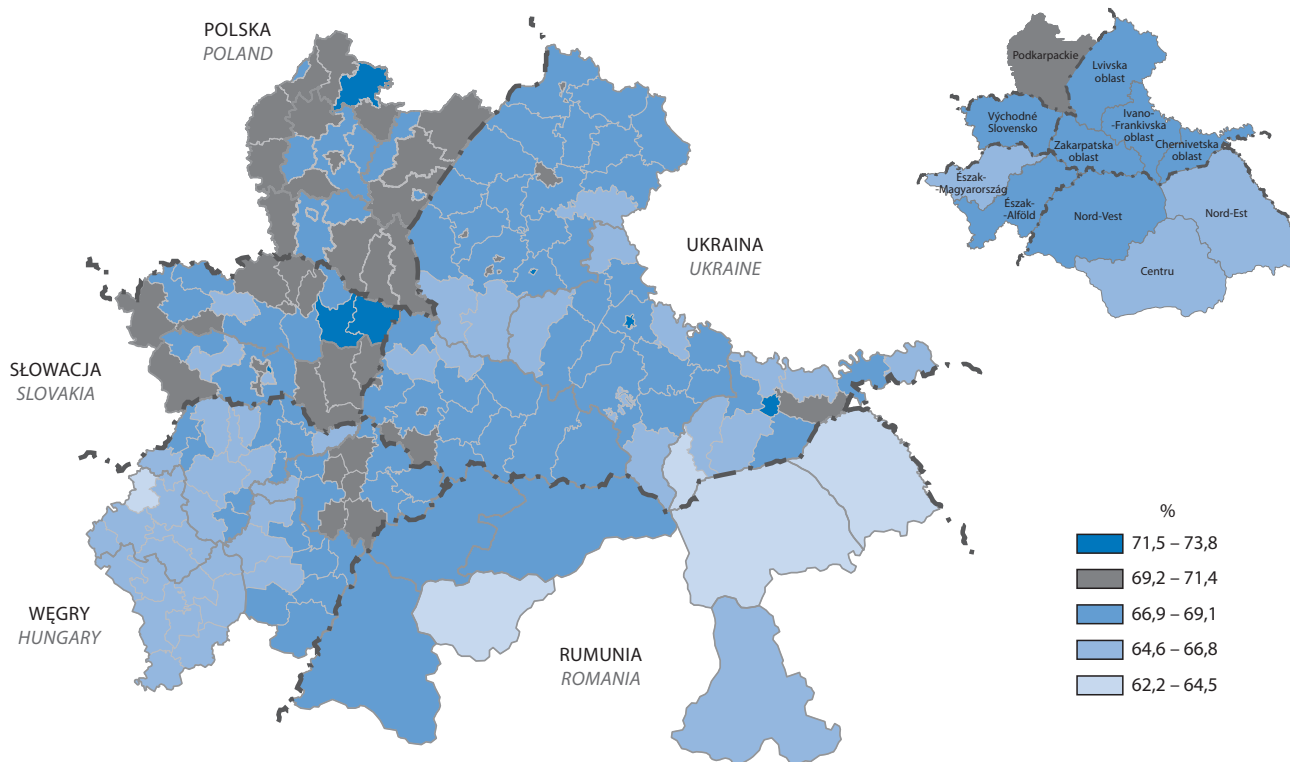 POLSKA
POLAND
UKRAINA
UKRAINE
SŁOWACJA
SLOVAKIA
WĘGRY
HUNGARY
RUMUNIA
ROMANIA
Podkarpackie
Lvivska
oblast
Východné
Slovensko
Ivano-
-Frankivska
oblast
Zakarpatska
oblast
Chernivetska
oblast
Észak-
-Magyarország
Észak-
-Alföld
Nord-Vest
Nord-Est
Centru
%
71,5 – 73,8
69,2 – 71,4
66,9 – 69,1
64,6 – 66,8
62,2 – 64,5